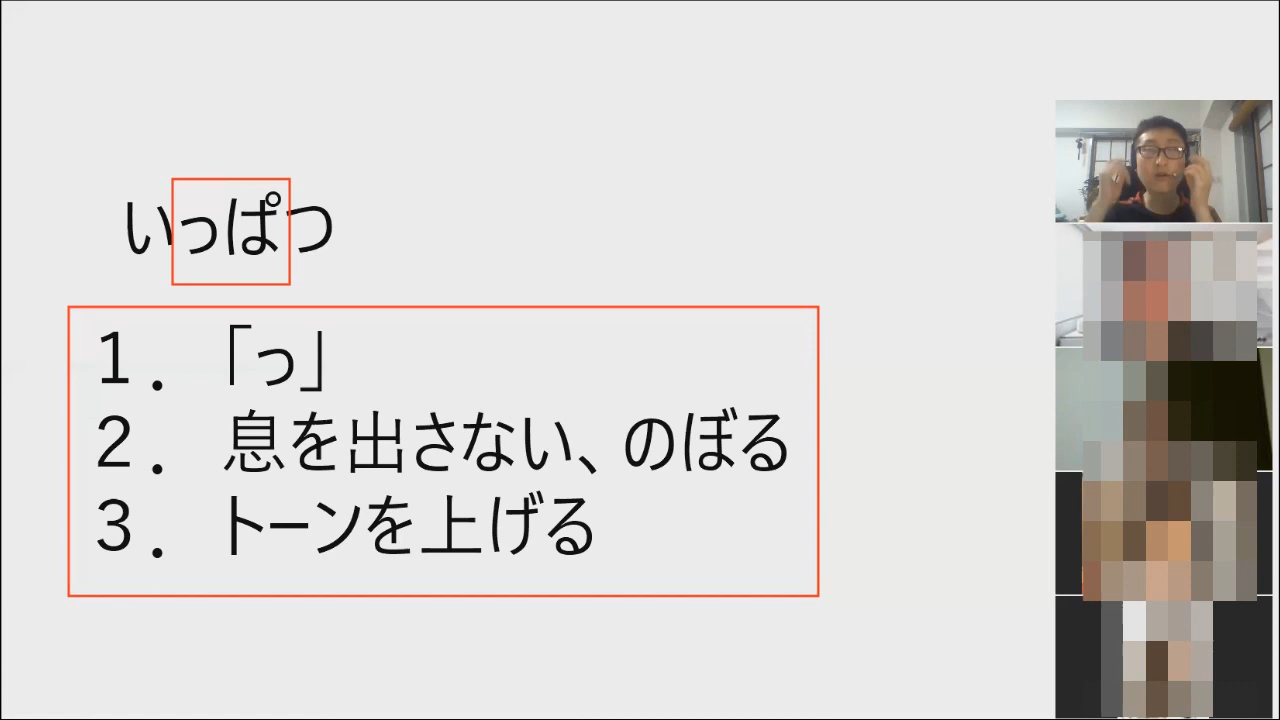 いっぱつ
1. 「っ」
2. 息を出さない、のぼる
3. トーンを上げる